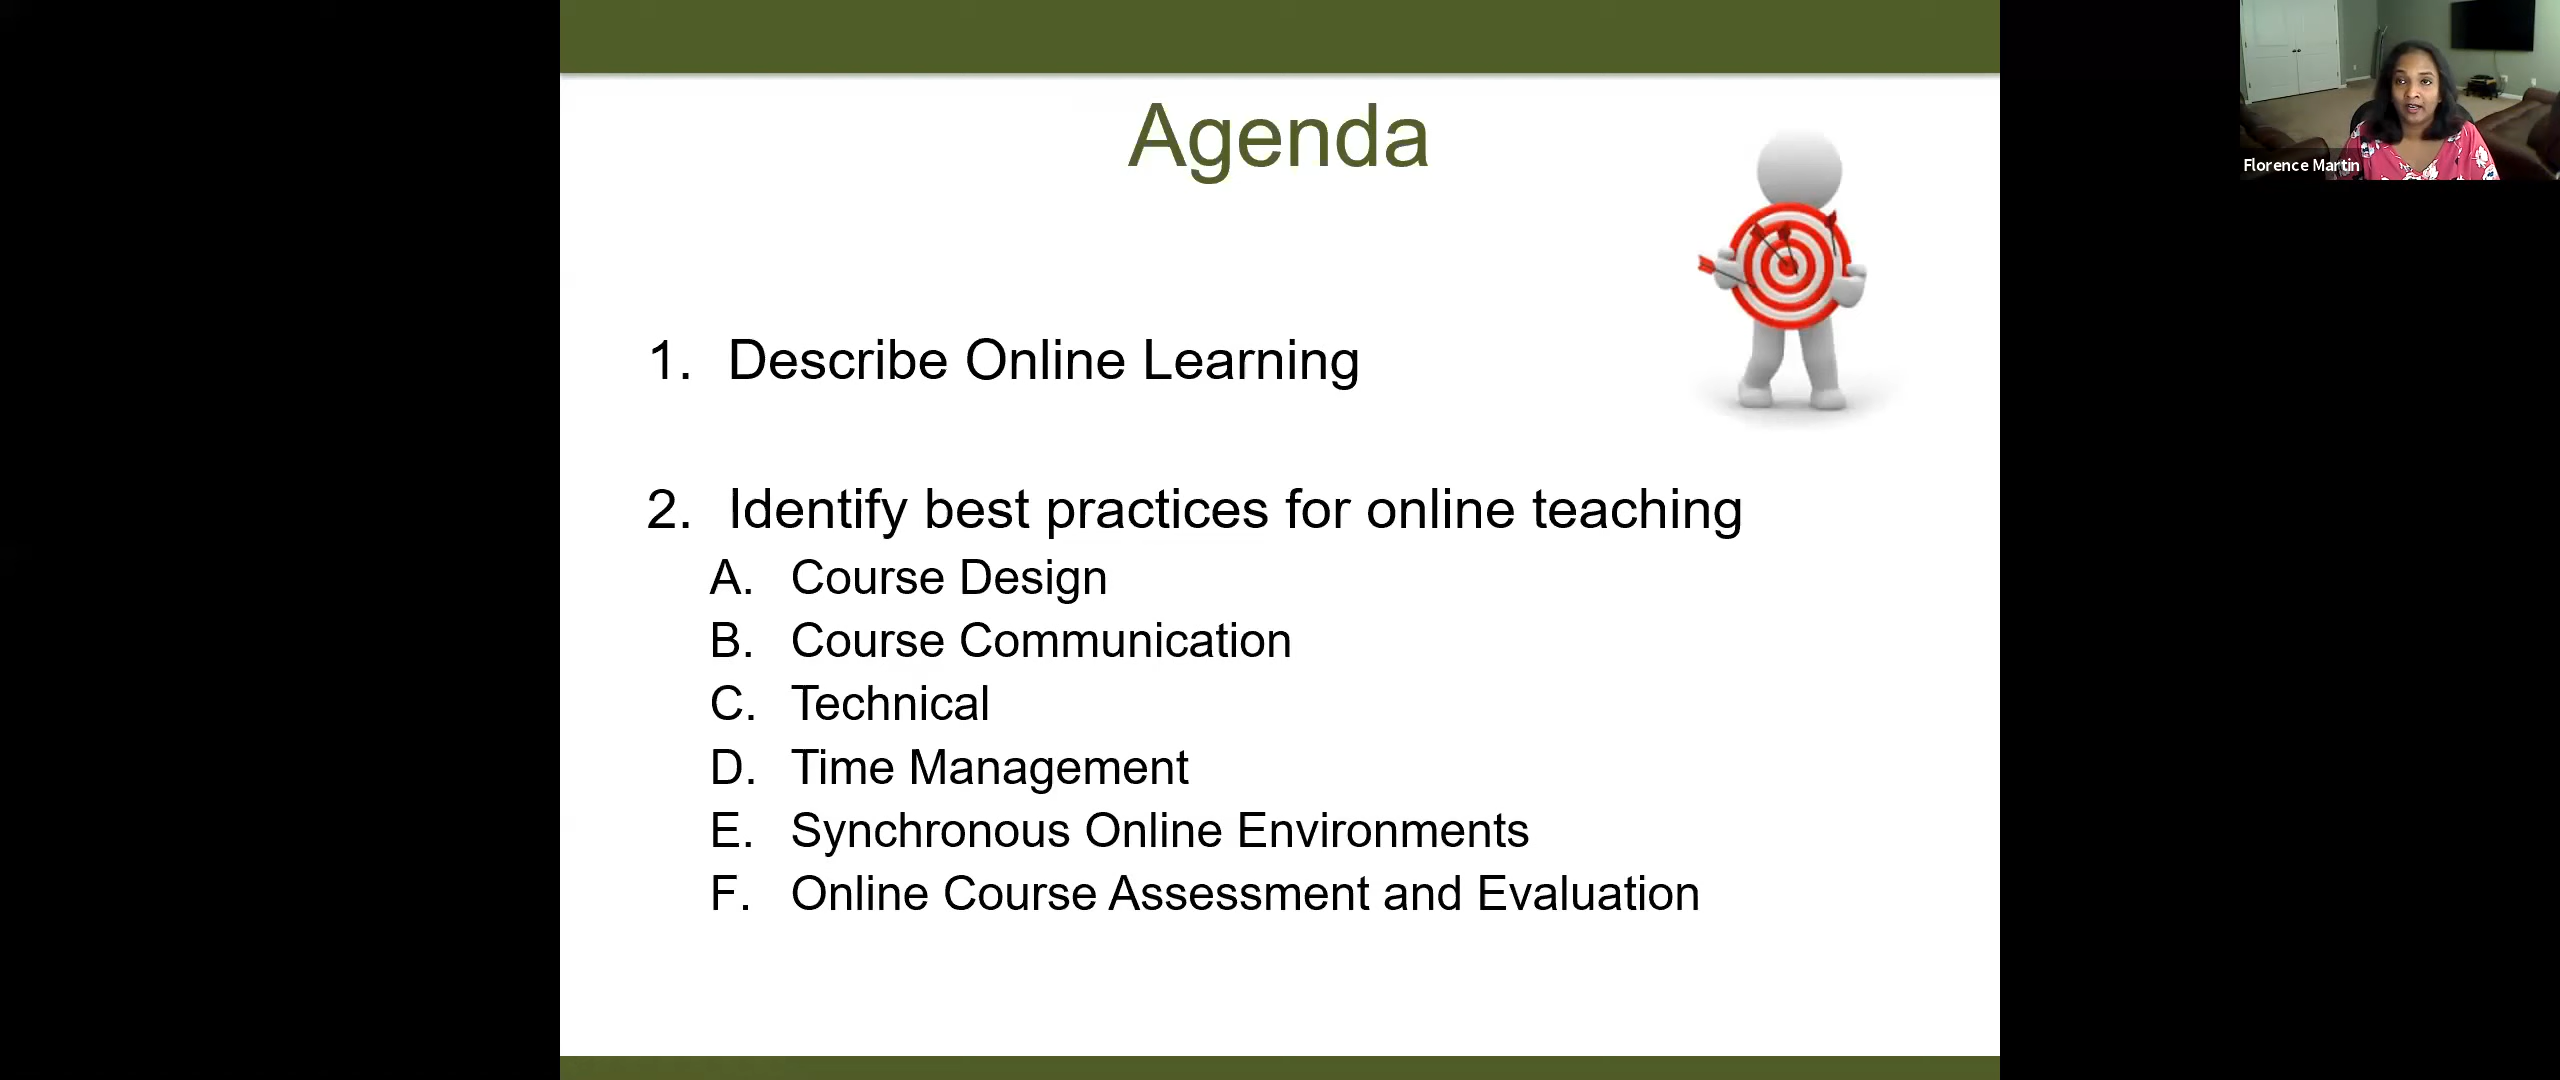 Agenda
1. Describe Online Learning
2. Identify best practices for online teaching
A. Course Design
B. Course Communication
C. Technical
D. Time Management
E. Synchronous Online Environments
F. Online Course Assessment and Evaluation
Florence Martin